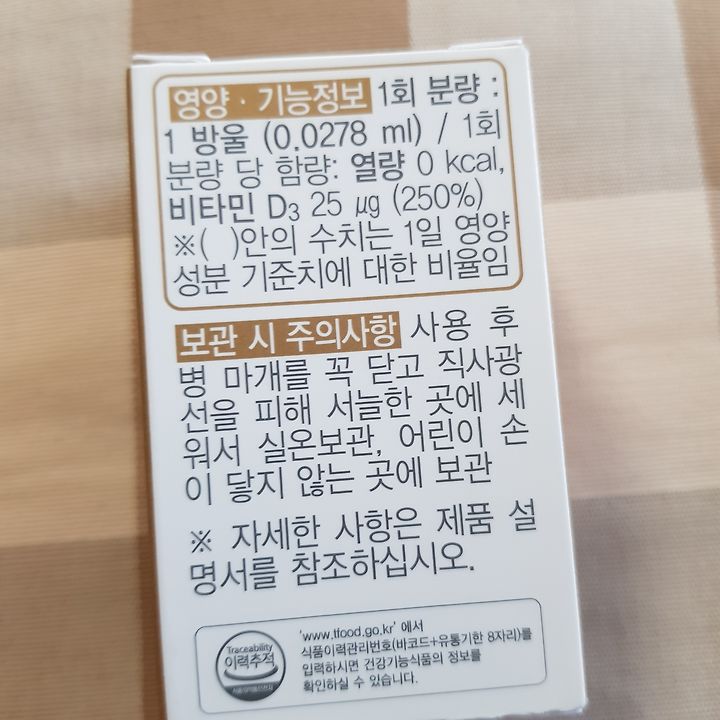 영양 · 기능정보 1회 분량 :
1 방울 (0.0278 ml) / 1회
분량 당 함량: 열량 0 kcal,
비타민 D3 25 ㎍ (250%)
※( )안의 수치는 1일 영양
성분 기준치에 대한 비율임
보관 시 주의사항 사용 후
병 마개를 꼭 닫고 직사광
선을 피해 서늘한 곳에 세
워서 실온보관, 어린이 손
이 닿지 않는 곳에 보관
※ 자세한 사항은 제품 설
명서를 참조하십시오.
Traceability
이력추적
'www.tfood.go.kr' 에서
식품이력관리번호(바코드+유통기한 8자리)를
입력하시면 건강기능식품의 정보를
확인하실 수 있습니다.